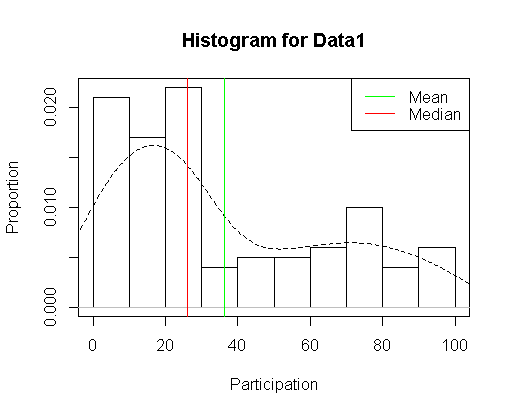 Histogram for Data1
Mean
Median
0.020
0.010
0.000
Proportion
0 20 40 60 80 100
Participation